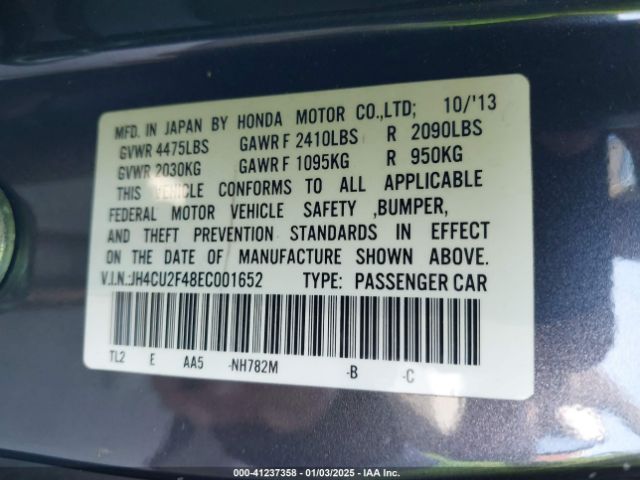 MFD. IN JAPAN BY HONDA MOTOR CO.,LTD; 10/'13
GVWR 4475LBS GAWR F 2410LBS R 2090LBS
GVWR 2030KG GAWR F 1095KG R 950KG
THIS VEHICLE CONFORMS TO ALL APPLICABLE
FEDERAL MOTOR VEHICLE SAFETY ,BUMPER,
AND THEFT PREVENTION STANDARDS IN EFFECT
ON THE DATE OF MANUFACTURE SHOWN ABOVE.
V.I.N.:JH4CU2F48EC001652 TYPE: PASSENGER CAR
TL2 E AA5 -NH782M -B -C
000-41237358 - 01/03/2025 - IAA Inc.